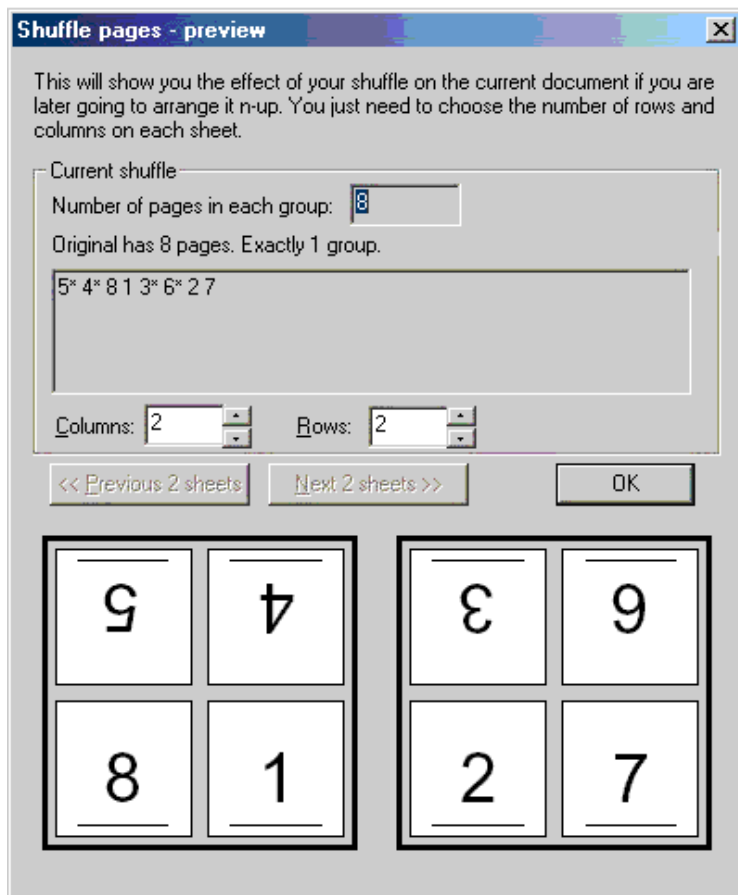 Shuffle pages - preview
This will show you the effect of your shuffle on the current document if you are
later going to arrange it n-up. You just need to choose the number of rows and
columns on each sheet.
Current shuffle
Number of pages in each group: 8
Original has 8 pages. Exactly 1 group.
5* 4* 8 1 3* 6* 2 7
Columns: 2 Rows: 2
<< Previous 2 sheets Next 2 sheets >> OK
5 4 3 6
8 1 2 7